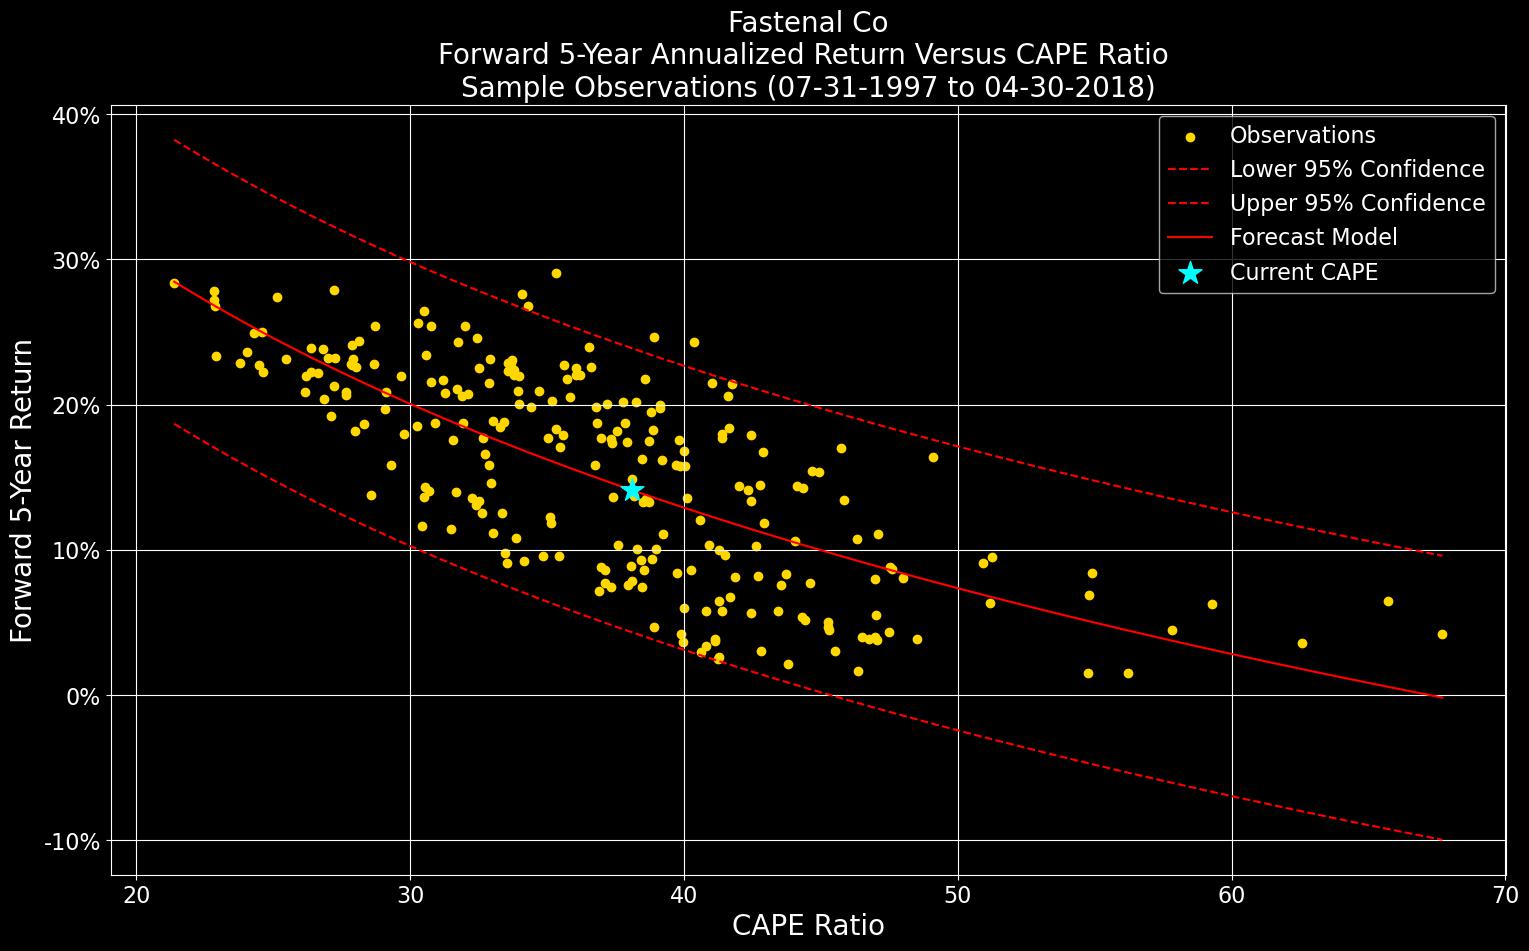 Fastenal Co
Forward 5-Year Annualized Return Versus CAPE Ratio
Sample Observations (07-31-1997 to 04-30-2018)
Observations
Lower 95% Confidence
Upper 95% Confidence
Forecast Model
Current CAPE
Forward 5-Year Return
40%
30%
20%
10%
0%
-10%
20 30 40 50 60 70
CAPE Ratio